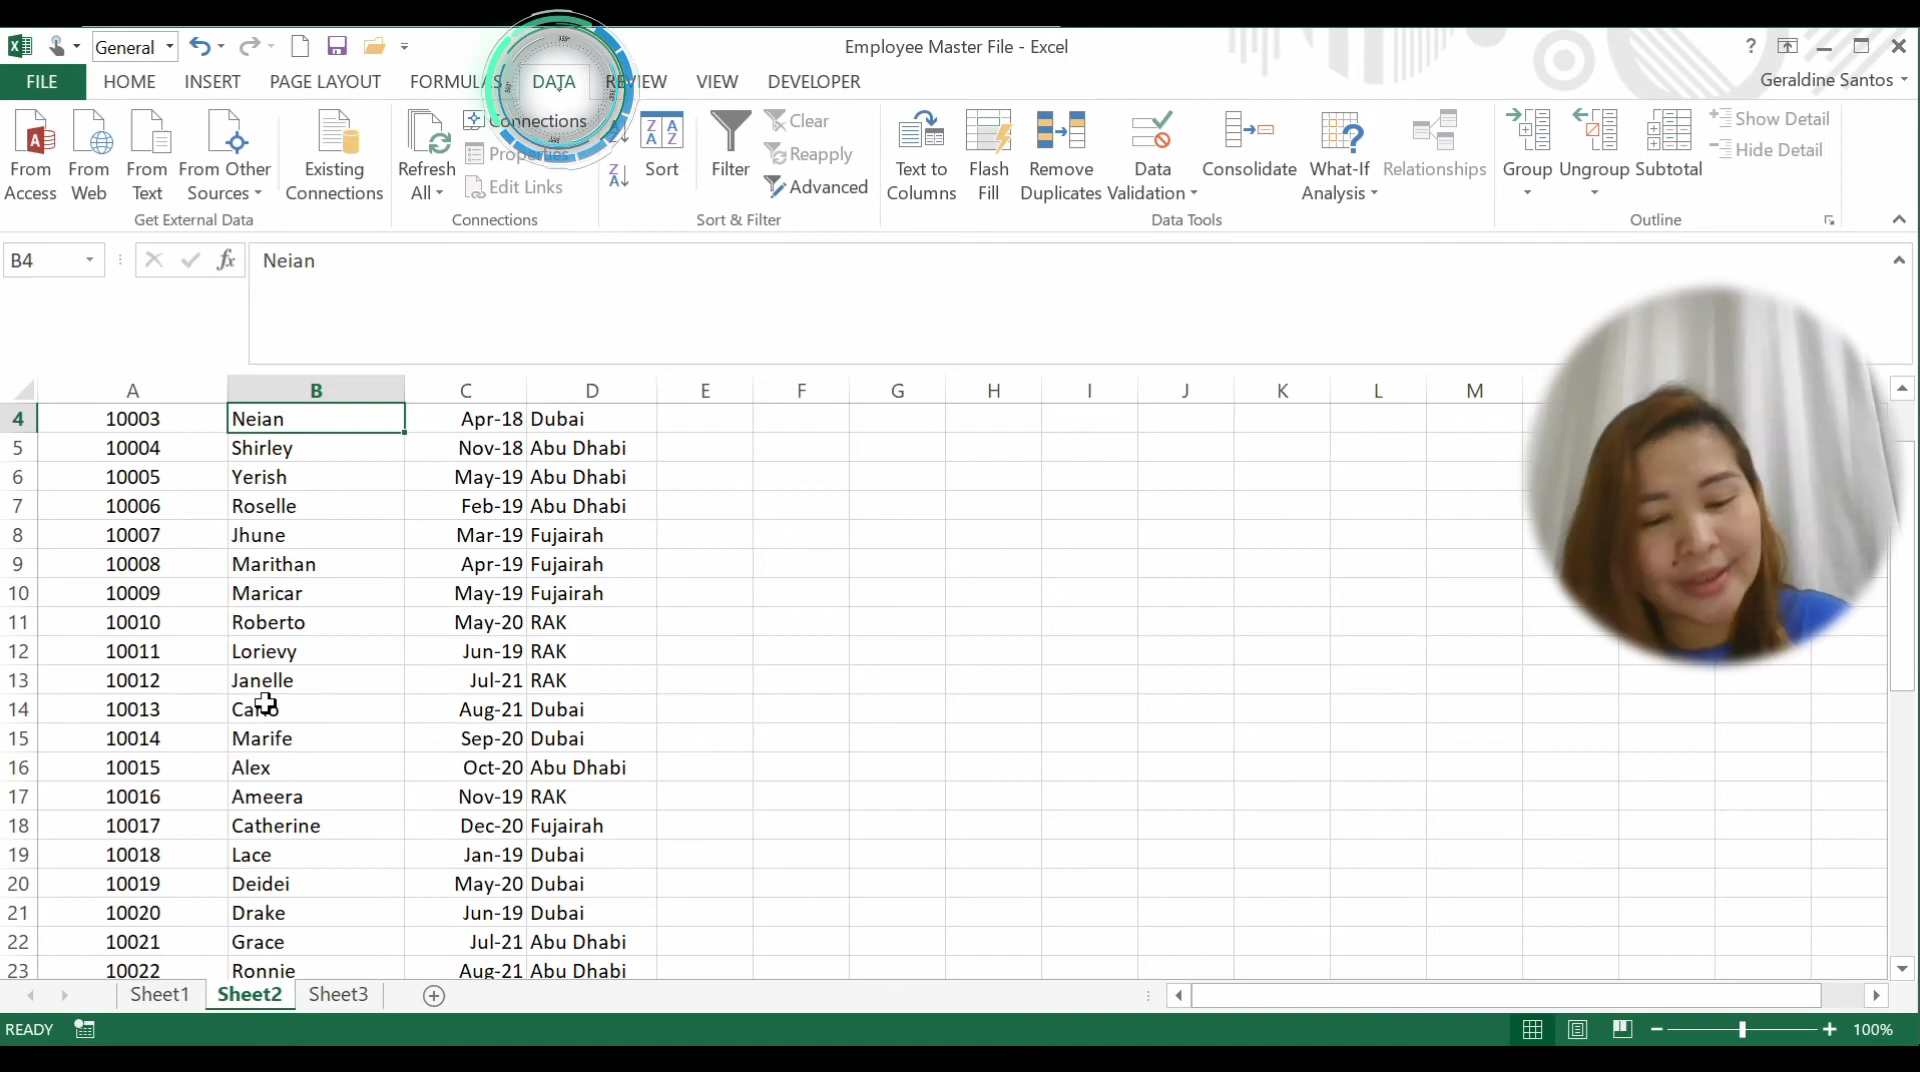 General Employee Master File - Excel ?
FILE HOME INSERT PAGE LAYOUT FORMULAS DATA REVIEW VIEW DEVELOPER Geraldine Santos
From Access
From Web
From Text
From Other Sources
Get External Data
Existing Connections
Refresh All
Connections
Properties
Edit Links
Connections
Sort
Filter
Clear
Reapply
Advanced
Sort & Filter
Text to Columns
Flash Fill
Remove Duplicates
Data Validation
Consolidate
What-If Analysis
Relationships
Data Tools
Group
Ungroup
Subtotal
Show Detail
Hide Detail
Outline
B4 fx Neian
A B C D E F G H I J K L M
4 10003 Neian Apr-18 Dubai
5 10004 Shirley Nov-18 Abu Dhabi
6 10005 Yerish May-19 Abu Dhabi
7 10006 Roselle Feb-19 Abu Dhabi
8 10007 Jhune Mar-19 Fujairah
9 10008 Marithan Apr-19 Fujairah
10 10009 Maricar May-19 Fujairah
11 10010 Roberto May-20 RAK
12 10011 Lorievy Jun-19 RAK
13 10012 Janelle Jul-21 RAK
14 10013 Aug-21 Dubai
15 10014 Marife Sep-20 Dubai
16 10015 Alex Oct-20 Abu Dhabi
17 10016 Ameera Nov-19 RAK
18 10017 Catherine Dec-20 Fujairah
19 10018 Lace Jan-19 Dubai
20 10019 Deidei May-20 Dubai
21 10020 Drake Jun-19 Dubai
22 10021 Grace Jul-21 Abu Dhabi
23 10022 Ronnie Aug-21 Abu Dhabi
Sheet1 Sheet2 Sheet3
READY 100%